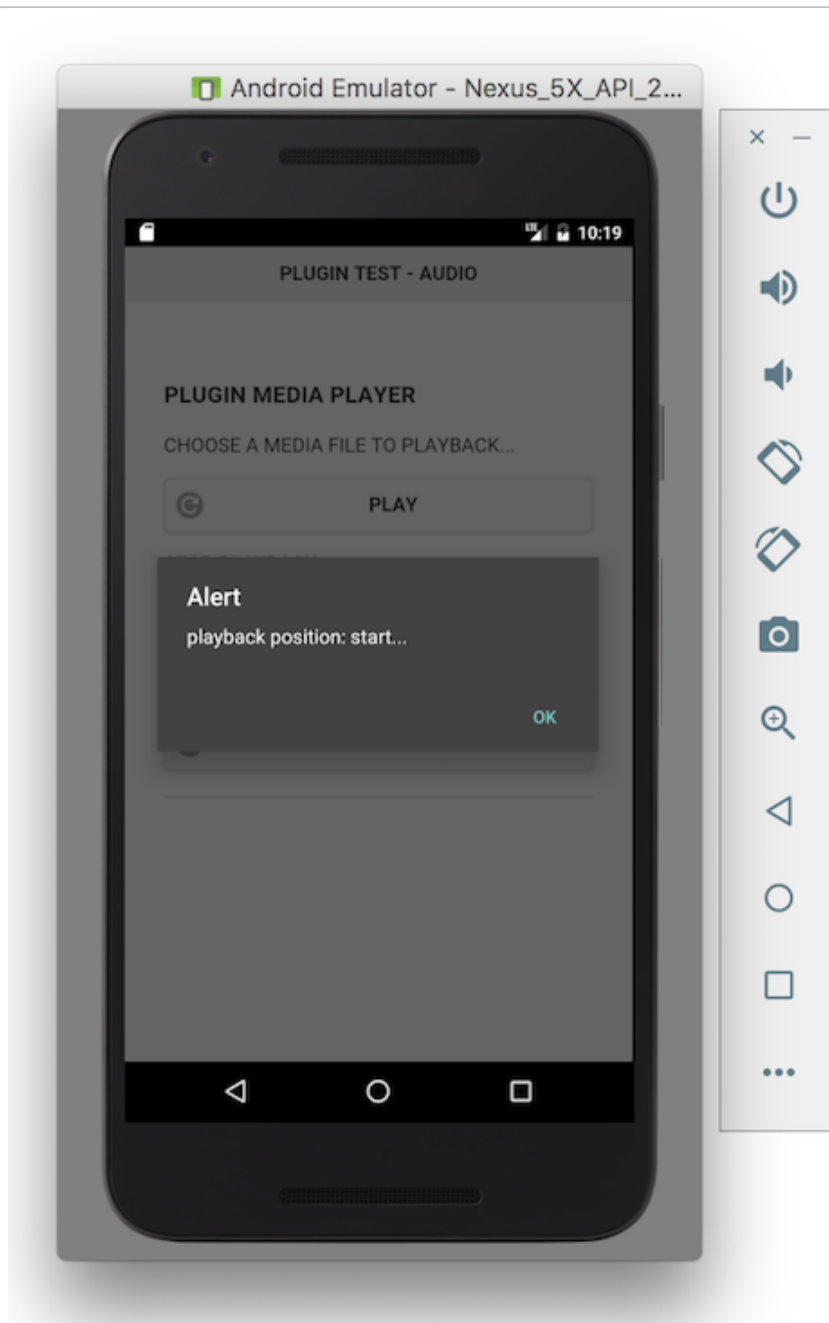 Android Emulator - Nexus_5X_API_2...
LTE 10:19
PLUGIN TEST - AUDIO
PLUGIN MEDIA PLAYER
CHOOSE A MEDIA FILE TO PLAYBACK...
PLAY
Alert
playback position: start...
OK